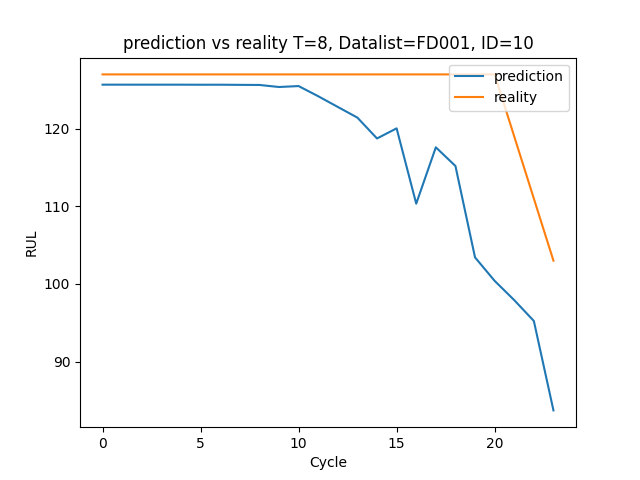 prediction vs reality T=8, Datalist=FD001, ID=10
prediction
reality
RUL
120
110
100
90
0 5 10 15 20
Cycle